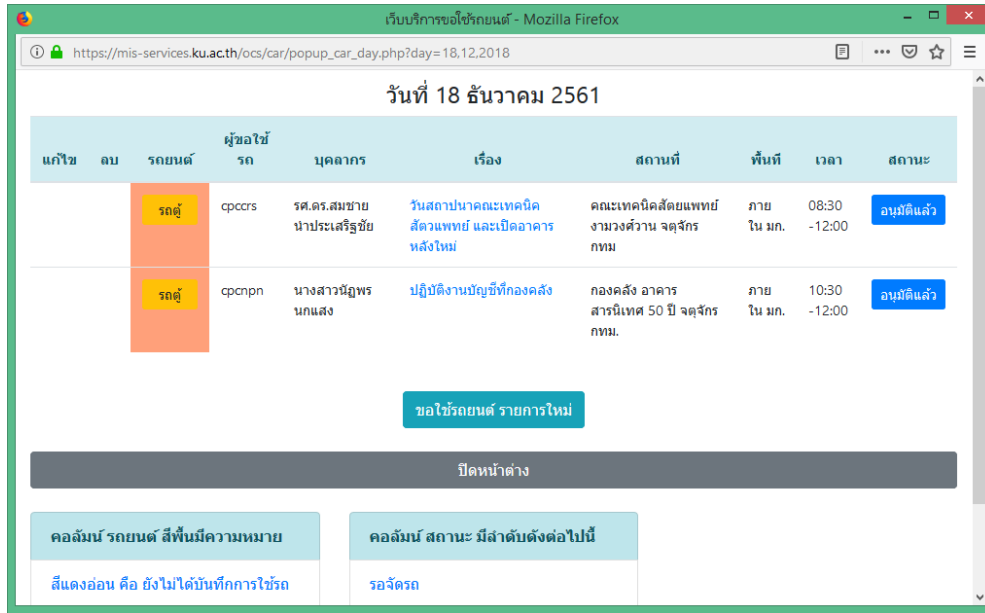 เว็บบริการขอใช้รถยนต์ - Mozilla Firefox
https://mis-services.ku.ac.th/ocs/car/popup_car_day.php?day=18,12,2018
วันที่ 18 ธันวาคม 2561
แก้ไข ลบ รถยนต์ ผู้ขอใช้ บุคลากร เรื่อง สถานที่ พื้นที่ เวลา สถานะ
รถ
รถตู้ cpccrs รศ.ดร.สมชาย วันสถาปนาคณะเทคนิค คณะเทคนิคสัตยแพทย์ ภาย 08:30 อนุมัติแล้ว
นำประเสริฐชัย สัตวแพทย์ และเปิดอาคาร งามวงศ์วาน จตุจักร ใน มก. -12:00
หลังใหม่ กทม
รถตู้ cpcnpn นางสาวนัฏพร ปฏิบัติงานบัญชีที่กองคลัง กองคลัง อาคาร ภาย 10:30 อนุมัติแล้ว
นกแสง สารนิเทศ 50 ปี จตุจักร ใน มก. -12:00
กทม.
ขอใช้รถยนต์ รายการใหม่
ปิดหน้าต่าง
คอลัมน์ รถยนต์ สีพื้นมีความหมาย
สีแดงอ่อน คือ ยังไม่ได้บันทึกการใช้รถ
คอลัมน์ สถานะ มีลำดับดังต่อไปนี้
รอจัดรถ